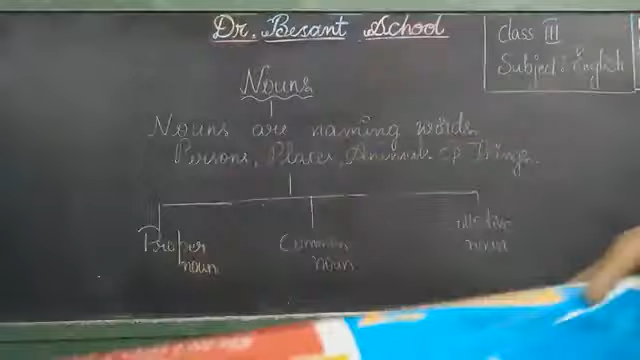 Dr. Besant School
Class III
Subject: English
Nouns
Nouns are naming words.
Persons, Places, Animals or Things.
Proper noun
Common noun
noun